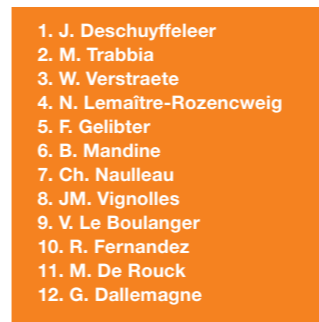 1. J. Deschuyffeleer
2. M. Trabbia
3. W. Verstraete
4. N. Lemaître-Rozencweig
5. F. Gelibter
6. B. Mandine
7. Ch. Naulleau
8. JM. Vignolles
9. V. Le Boulanger
10. R. Fernandez
11. M. De Rouck
12. G. Dallemagne